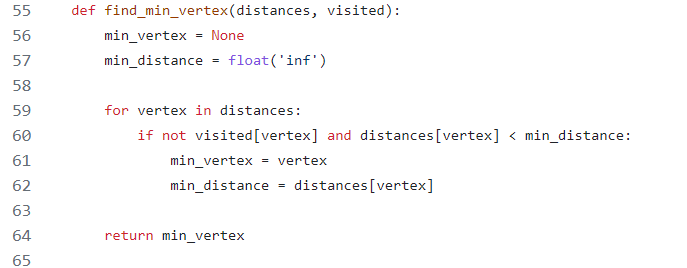 55 def find_min_vertex(distances, visited):
56 min_vertex = None
57 min_distance = float('inf')
58
59 for vertex in distances:
60 if not visited[vertex] and distances[vertex] < min_distance:
61 min_vertex = vertex
62 min_distance = distances[vertex]
63
64 return min_vertex
65